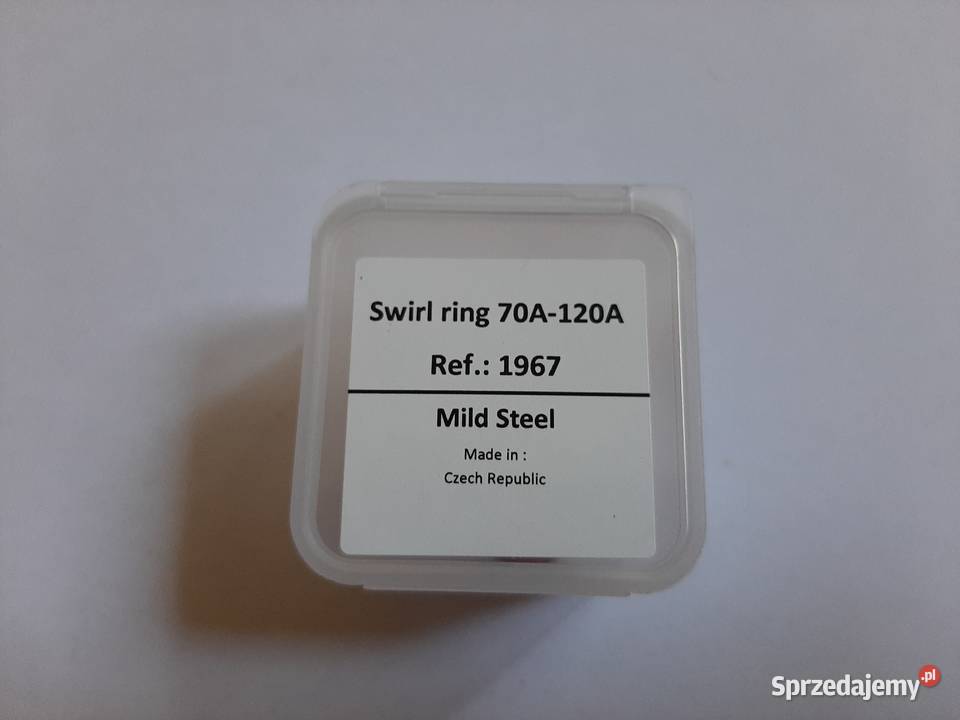 Swirl ring 70A-120A
Ref.: 1967
Mild Steel
Made in :
Czech Republic
Sprzedajemy.pl